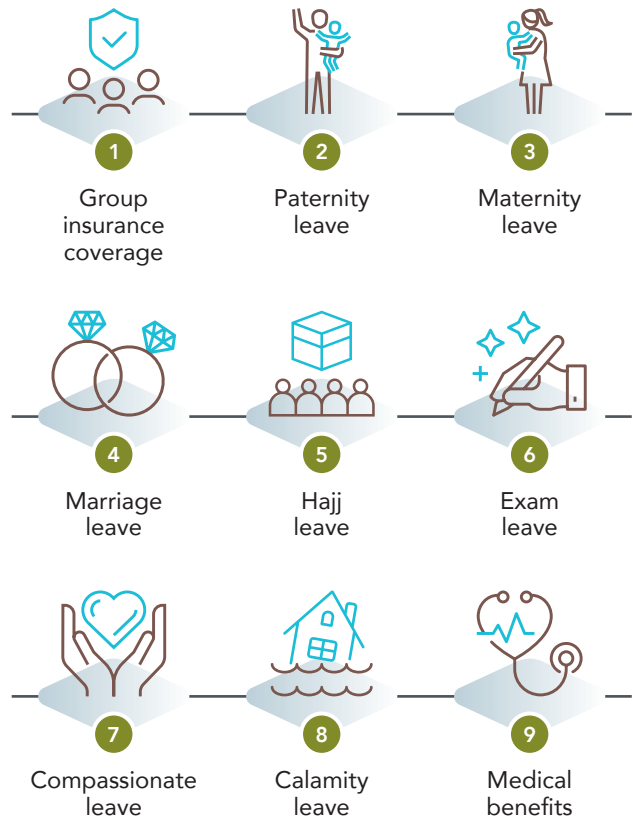 1
Group
insurance
coverage
2
Paternity
leave
3
Maternity
leave
4
Marriage
leave
5
Hajj
leave
6
Exam
leave
7
Compassionate
leave
8
Calamity
leave
9
Medical
benefits